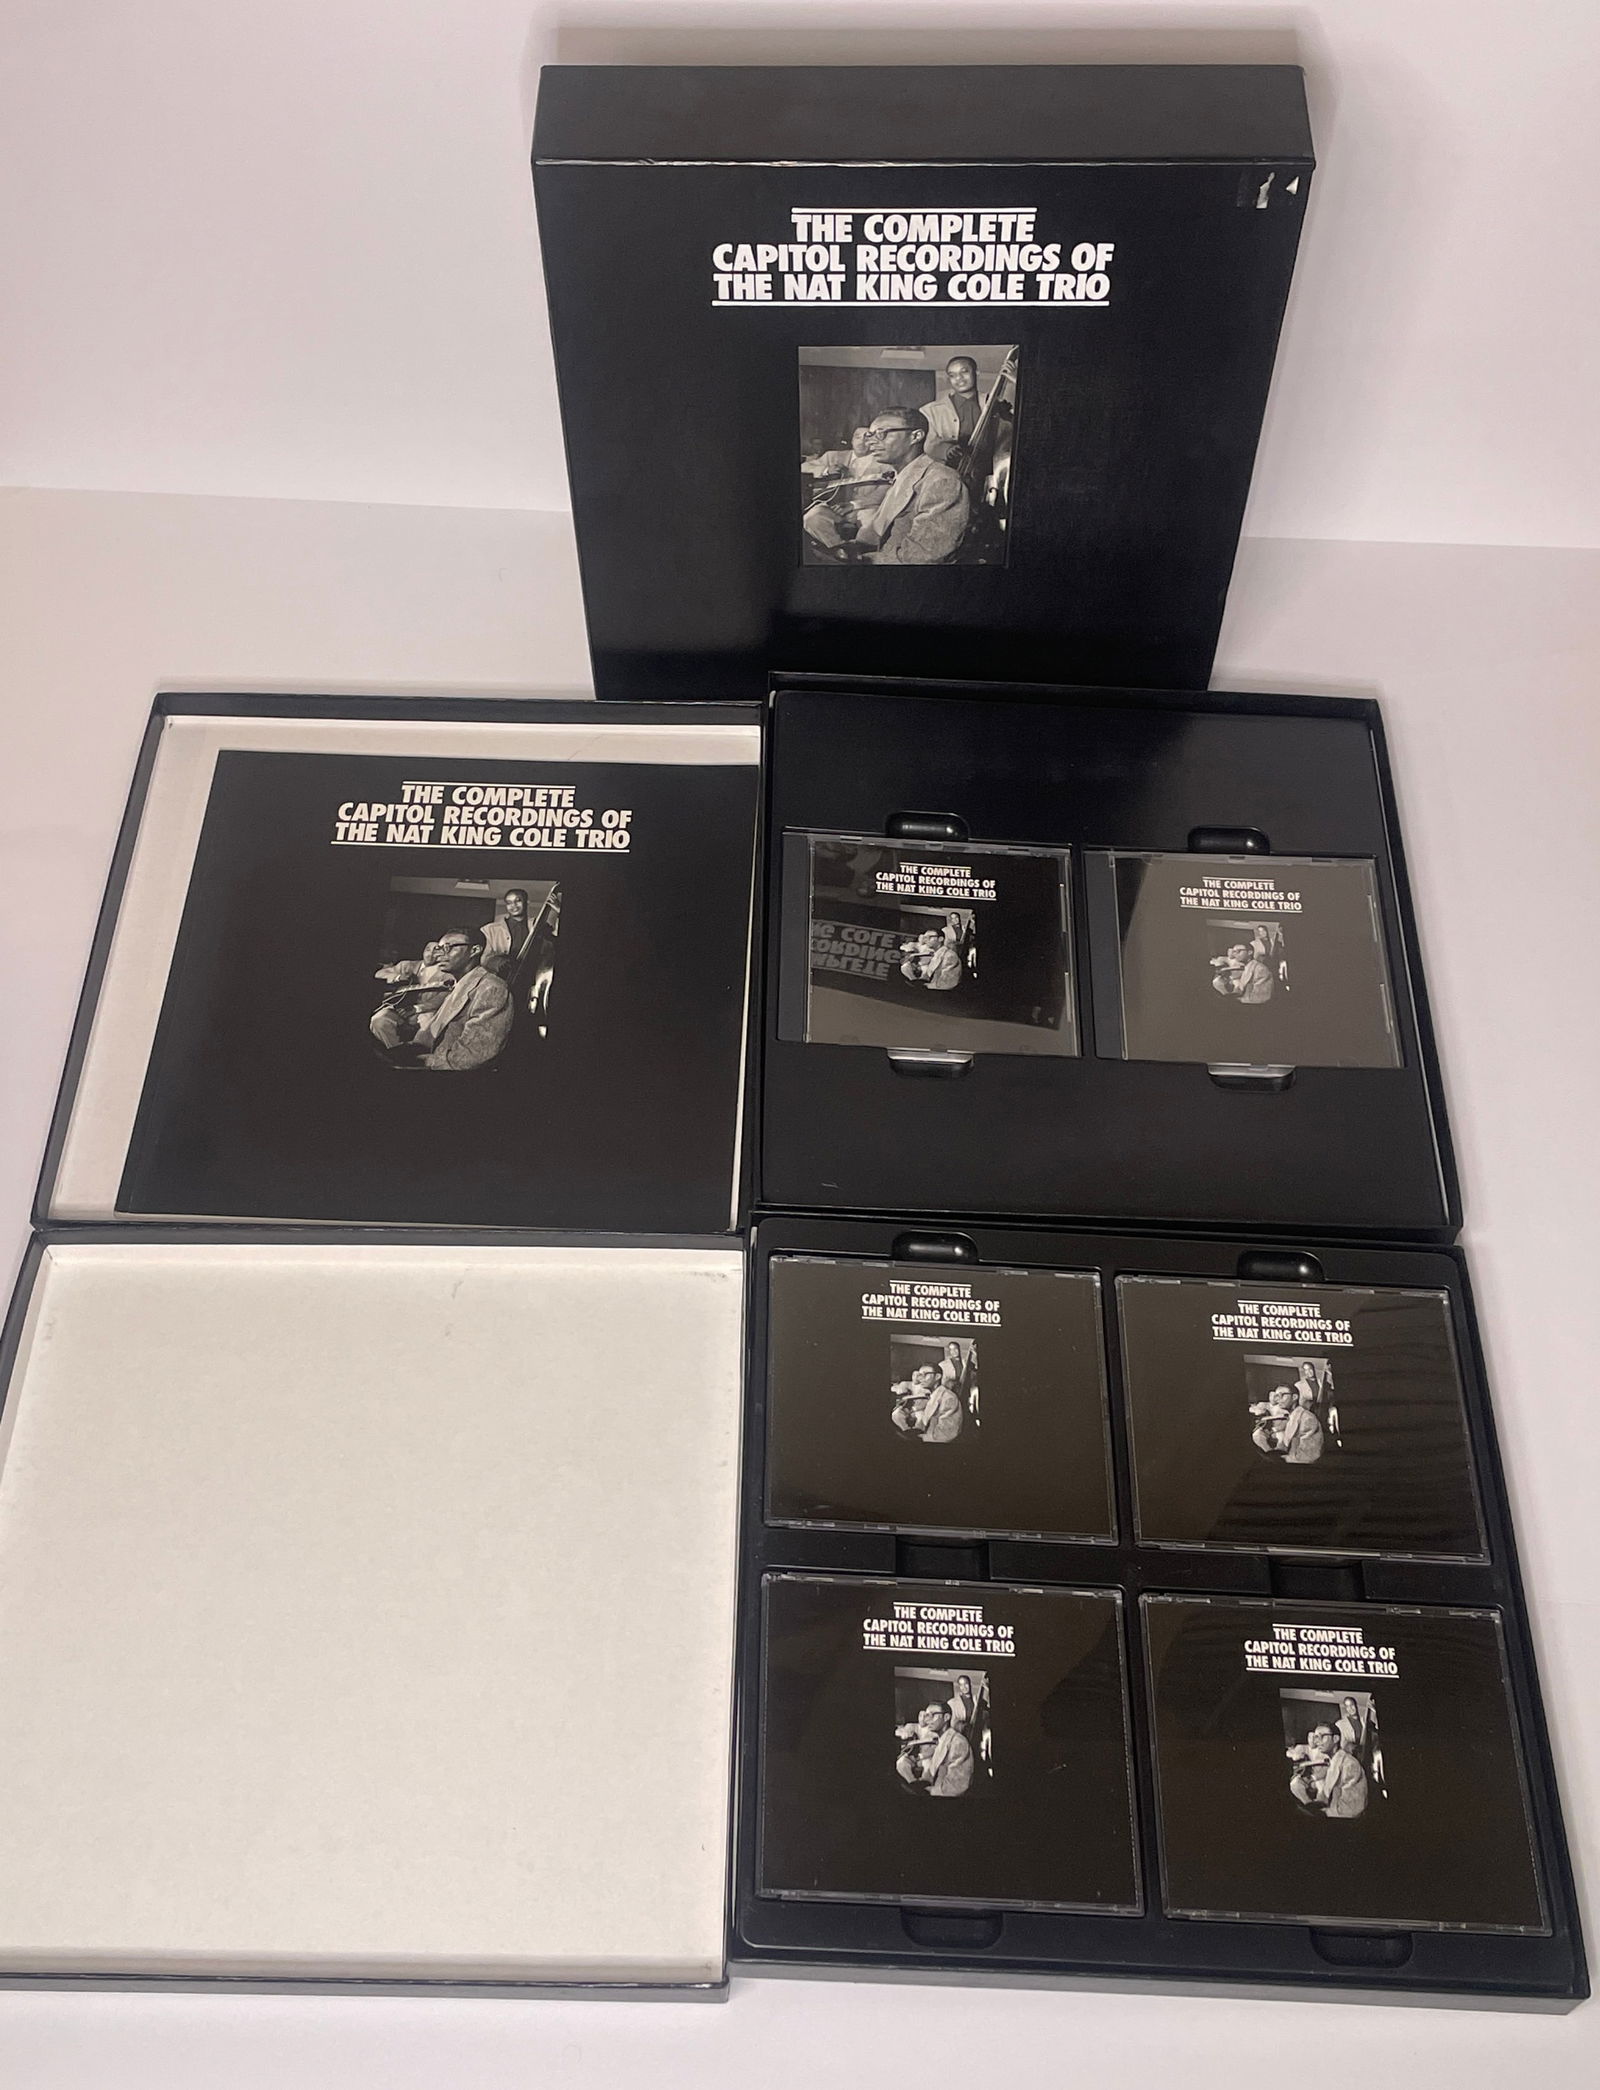 THE COMPLETE
CAPITOL RECORDINGS OF
THE NAT KING COLE TRIO
THE COMPLETE
CAPITOL RECORDINGS OF
THE NAT KING COLE TRIO
THE COMPLETE
CAPITOL RECORDINGS OF
THE NAT KING COLE TRIO
THE COMPLETE
CAPITOL RECORDINGS OF
THE NAT KING COLE TRIO
THE COMPLETE
CAPITOL RECORDINGS OF
THE NAT KING COLE TRIO
THE COMPLETE
CAPITOL RECORDINGS OF
THE NAT KING COLE TRIO
THE COMPLETE
CAPITOL RECORDINGS OF
THE NAT KING COLE TRIO
THE COMPLETE
CAPITOL RECORDINGS OF
THE NAT KING COLE TRIO